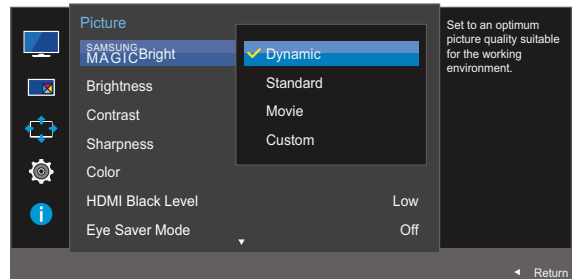 Picture
SAMSUNG
MAGICBright
Dynamic
Brightness
Standard
Contrast
Movie
Sharpness
Custom
Color
HDMI Black Level Low
Eye Saver Mode Off
Set to an optimum
picture quality suitable
for the working
environment.
Return